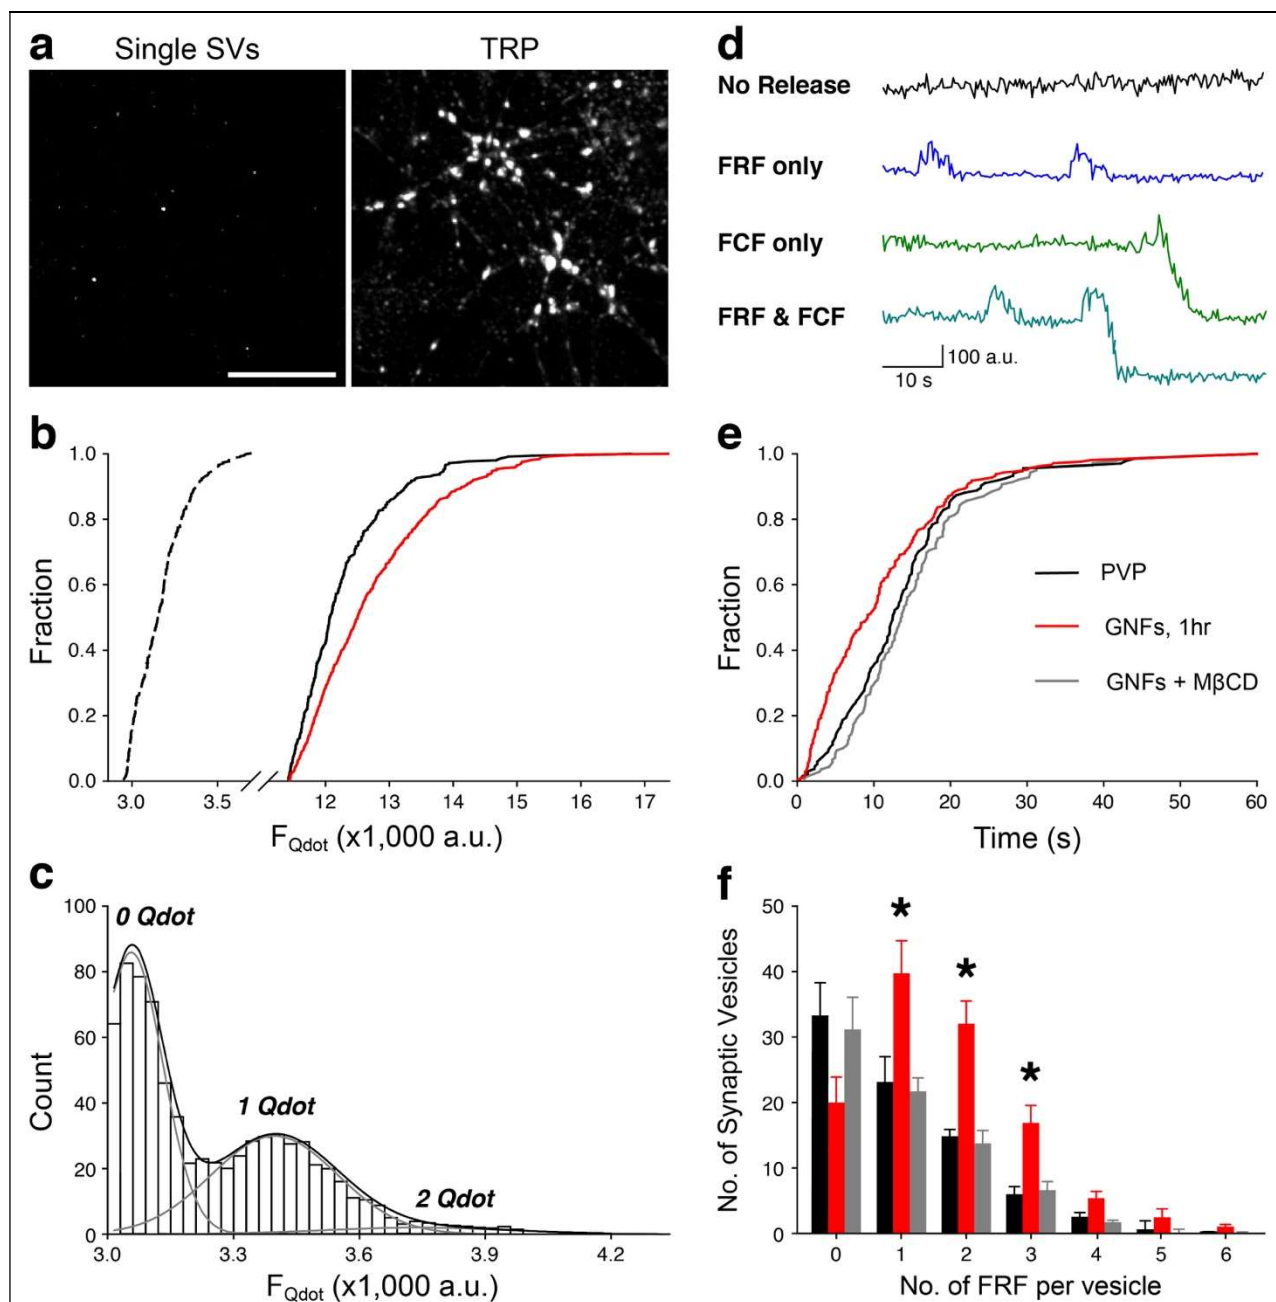 a
Single SVs
TRP
b
1.0
0.8
0.6
0.4
0.2
0.0
Fraction
3.0
3.5
12
13
14
15
16
17
FQdot (x1,000 a.u.)
c
100
80
60
40
20
0
Count
0 Qdot
1 Qdot
2 Qdot
3.0
3.3
3.6
3.9
4.2
FQdot (x1,000 a.u.)
d
No Release
FRF only
FCF only
FRF & FCF
100 a.u.
10 s
e
1.0
0.8
0.6
0.4
0.2
0.0
Fraction
PVP
GNFs, 1hr
GNFs + MβCD
0
10
20
30
40
50
60
Time (s)
f
50
40
30
20
10
0
No. of Synaptic Vesicles
*
*
*
0
1
2
3
4
5
6
No. of FRF per vesicle